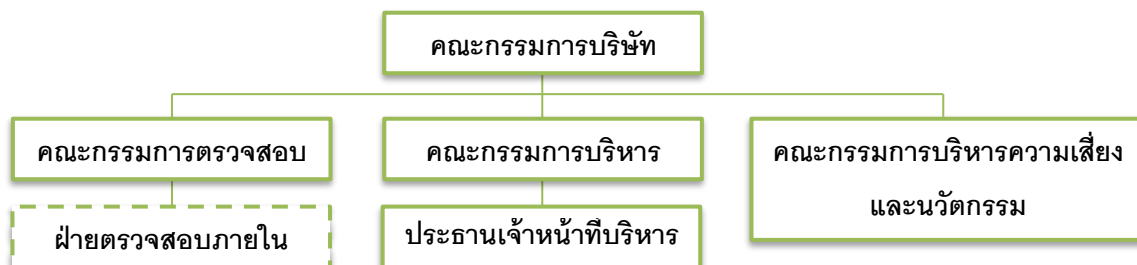 คณะกรรมการบริษัท
คณะกรรมการตรวจสอบ
คณะกรรมการบริหาร
คณะกรรมการบริหารความเสี่ยง
และนวัตกรรม
ฝ่ายตรวจสอบภายใน
ประธานเจ้าหน้าที่บริหาร